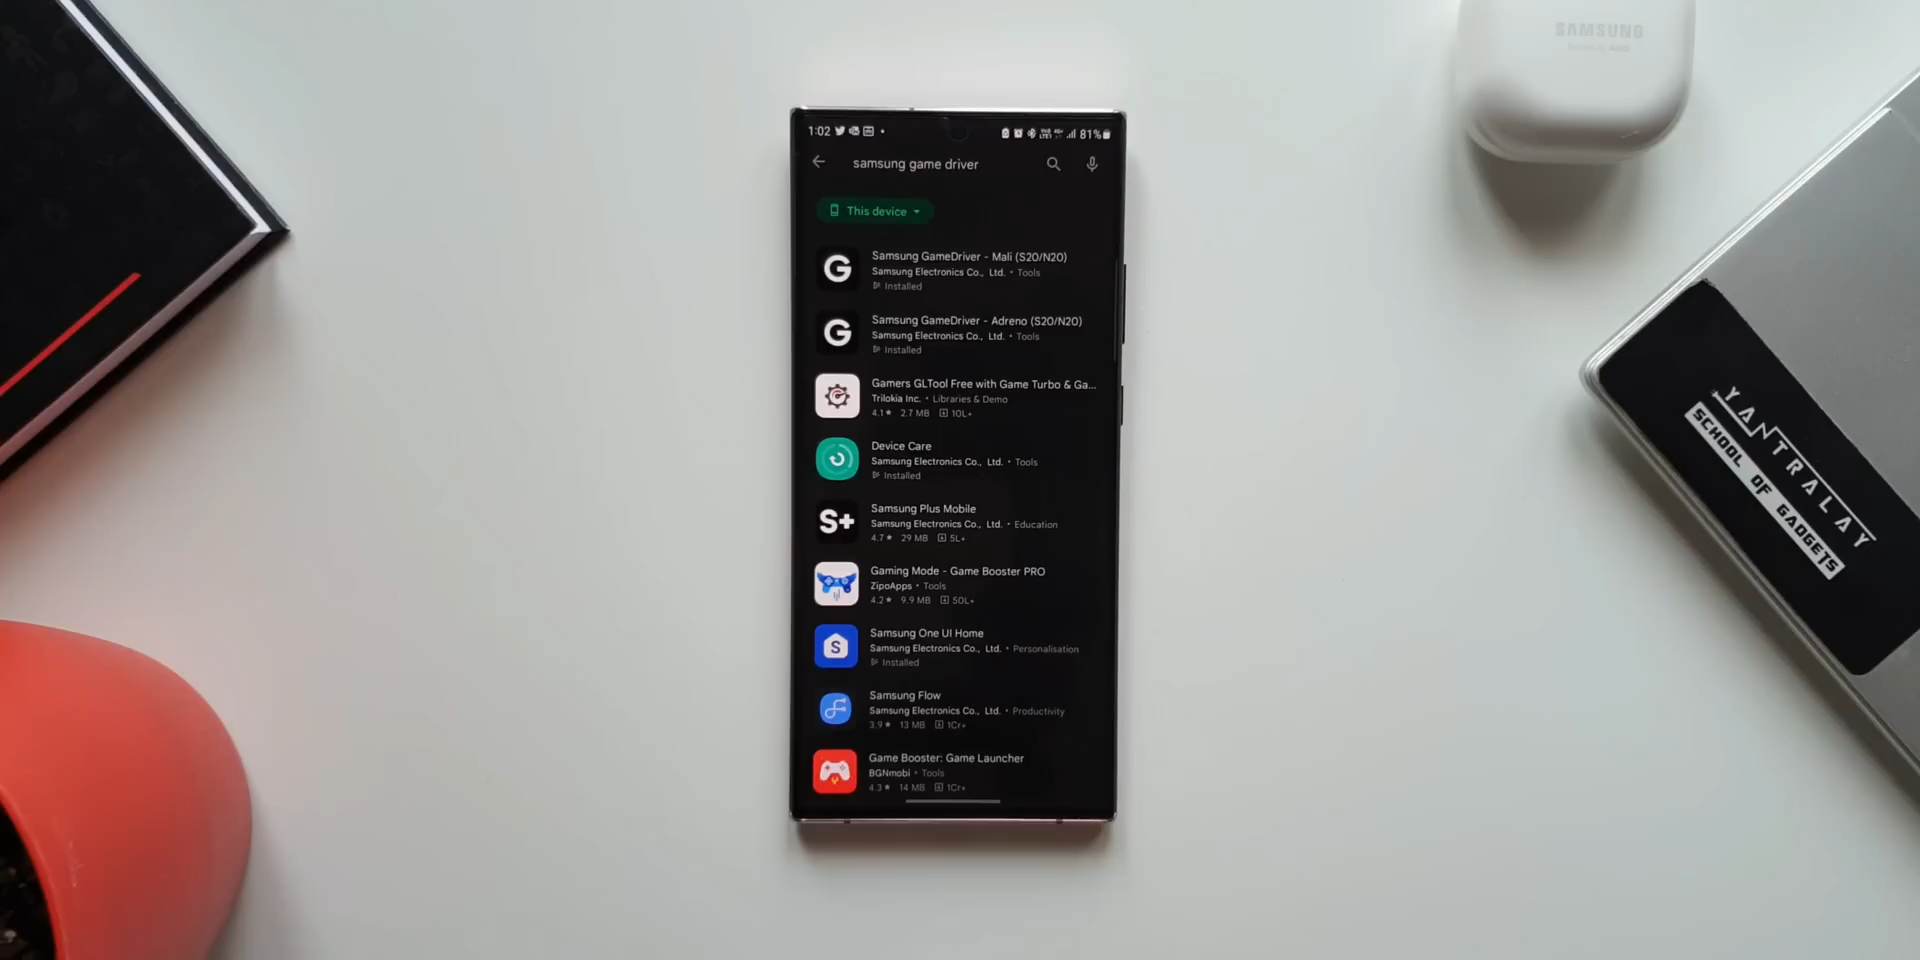 SAMSUNG
1:02
81%
samsung game driver
This device
Samsung GameDriver - Mali (S20/N20)
Samsung Electronics Co., Ltd. • Tools
Installed
Samsung GameDriver - Adreno (S20/N20)
Samsung Electronics Co., Ltd. • Tools
Installed
Gamers GLTool Free with Game Turbo & Ga...
Trilokia Inc. • Libraries & Demo
4.1★ 2.7 MB 10L+
Device Care
Samsung Electronics Co., Ltd. • Tools
Installed
S+
Samsung Plus Mobile
Samsung Electronics Co., Ltd. • Education
4.7★ 29 MB 5L+
Gaming Mode - Game Booster PRO
ZipoApps • Tools
4.2★ 9.9 MB 50L+
Samsung One UI Home
Samsung Electronics Co., Ltd. • Personalisation
Installed
Samsung Flow
Samsung Electronics Co., Ltd. • Productivity
3.9★ 13 MB 1Cr+
Game Booster: Game Launcher
BGNmobi • Tools
4.3★ 14 MB 1Cr+
YANTRALAY
SCHOOL OF GADGETS